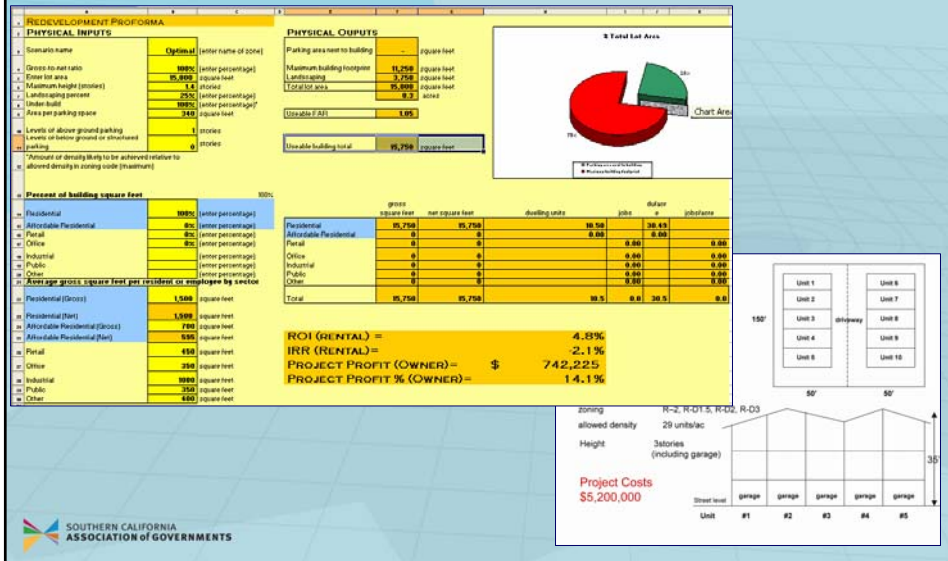 REDEVELOPMENT PROFORMA
PHYSICAL INPUTS
Scenario name Optimal (enter name of zone)
Gross-to-net ratio 100% (enter percentage)
Enter lot area 15,000 square feet
Maximum height (stories) 1.4 stories
Landscaping percent 25% (enter percentage)
Under-build 100% (enter percentage)*
Area per parking space 340 square feet
Levels of above ground parking 1 stories
Levels of below ground or structured
parking 0 stories
*Amount or density likely to be achieved relative to
allowed density in zoning code (maximum)
Percent of building square feet 100%
Residential 100% (enter percentage)
Affordable Residential 0% (enter percentage)
Retail 0% (enter percentage)
Office 0% (enter percentage)
Industrial (enter percentage)
Public (enter percentage)
Other (enter percentage)
Average gross square feet per resident or employee by sector
Residential (Gross) 1,500 square feet
Residential (Net) 1,500 square feet
Affordable Residential (Gross) 700 square feet
Affordable Residential (Net) 595 square feet
Retail 450 square feet
Office 350 square feet
Industrial 1000 square feet
Public 350 square feet
Other 600 square feet
PHYSICAL OUPUTS
Parking area next to building - square feet
Maximum building footprint 11,250 square feet
Landscaping 3,750 square feet
Total lot area 15,000 square feet
0.3 acres
Useable FAR 1.05
Useable building total 15,750 square feet
% Total Lot Area
Chart Area
gross
square feet net square feet dwelling units jobs du/acre jobs/acre
Residential 15,750 15,750 10.50 30.49
Affordable Residential 0 0 0.00 0.00
Retail 0 0 0.00 0.00
Office 0 0 0.00 0.00
Industrial 0 0 0.00 0.00
Public 0 0 0.00 0.00
Other 0 0 0.00 0.00
Total 15,750 15,750 10.5 0.0 30.5 0.0
ROI (RENTAL) = 4.8%
IRR (RENTAL)= -2.1%
PROJECT PROFIT (OWNER)= $ 742,225
PROJECT PROFIT % (OWNER)= 14.1%
Unit 1 Unit 6
Unit 2 Unit 7
150' Unit 3 driveway Unit 8
Unit 4 Unit 9
Unit 5 Unit 10
50' 50'
zoning R-2, R-D1.5, R-D2, R-D3
allowed density 29 units/ac
Height 3stories
(including garage)
35'
Project Costs
$5,200,000
Street level garage garage garage garage garage
Unit #1 #2 #3 #4 #5
SOUTHERN CALIFORNIA
ASSOCIATION of GOVERNMENTS